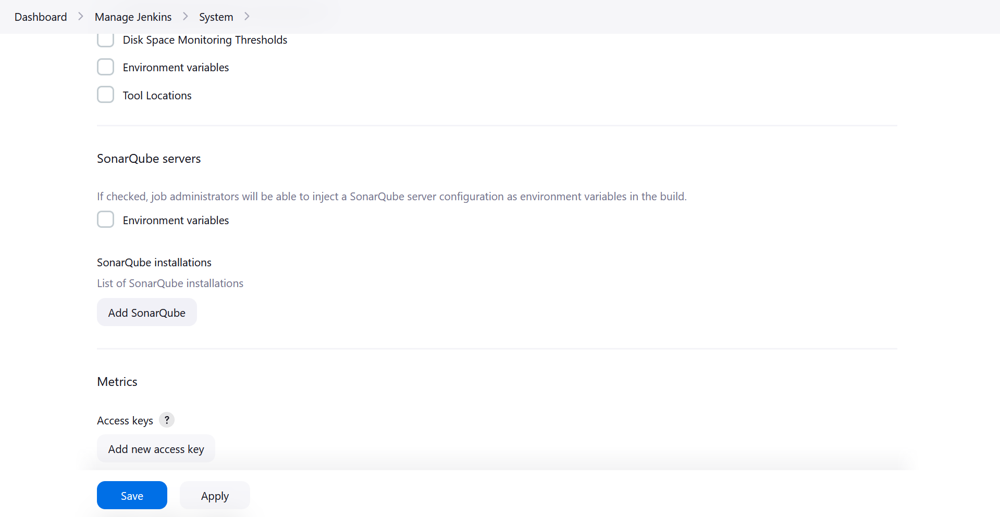 Dashboard > Manage Jenkins > System >
Disk Space Monitoring Thresholds
Environment variables
Tool Locations
SonarQube servers
If checked, job administrators will be able to inject a SonarQube server configuration as environment variables in the build.
Environment variables
SonarQube installations
List of SonarQube installations
Add SonarQube
Metrics
Access keys ?
Add new access key
Save Apply